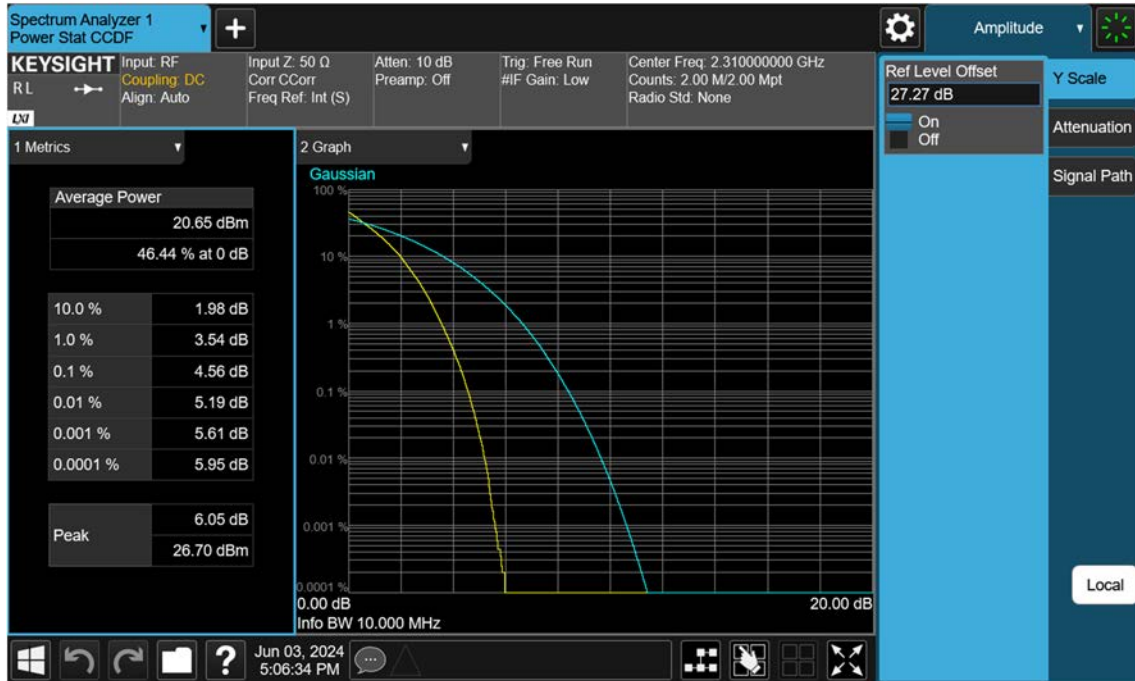 Spectrum Analyzer 1
Power Stat CCDF
Amplitude
KEYSIGHT
R L
LXI
Input: RF
Coupling: DC
Align: Auto
Input Z: 50 Ω
Corr CCorr
Freq Ref: Int (S)
Atten: 10 dB
Preamp: Off
Trig: Free Run
#IF Gain: Low
Center Freq: 2.310000000 GHz
Counts: 2.00 M/2.00 Mpt
Radio Std: None
Ref Level Offset
27.27 dB
On
Off
Y Scale
Attenuation
Signal Path
1 Metrics
Average Power
20.65 dBm
46.44 % at 0 dB
10.0 % 1.98 dB
1.0 % 3.54 dB
0.1 % 4.56 dB
0.01 % 5.19 dB
0.001 % 5.61 dB
0.0001 % 5.95 dB
Peak
6.05 dB
26.70 dBm
2 Graph
Gaussian
100 %
10 %
1 %
0.1 %
0.01 %
0.001 %
0.0001 %
0.00 dB 20.00 dB
Info BW 10.000 MHz
Local
?
Jun 03, 2024
5:06:34 PM